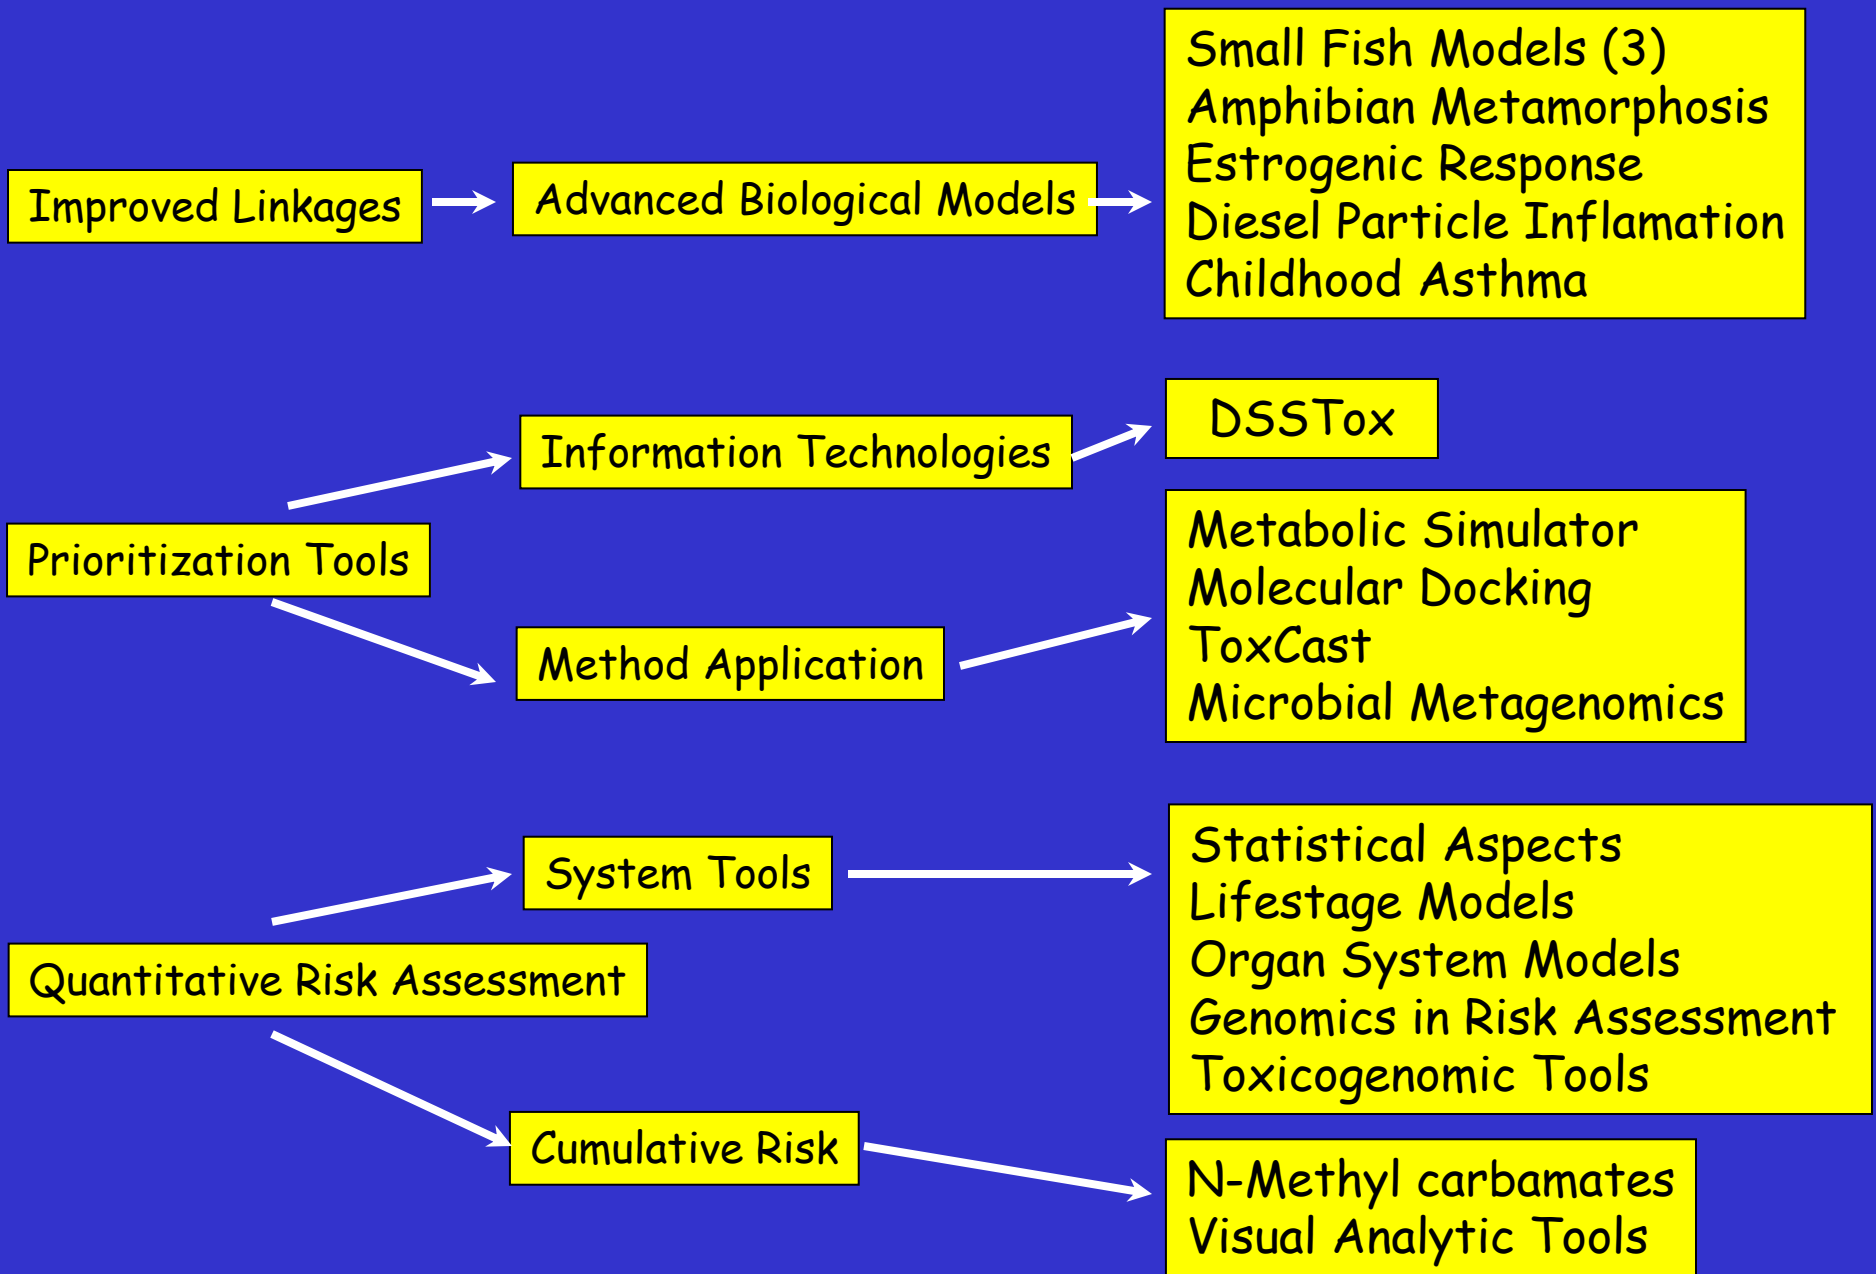 Improved Linkages
Advanced Biological Models
Small Fish Models (3)
Amphibian Metamorphosis
Estrogenic Response
Diesel Particle Inflamation
Childhood Asthma
Prioritization Tools
Information Technologies
DSSTox
Method Application
Metabolic Simulator
Molecular Docking
ToxCast
Microbial Metagenomics
Quantitative Risk Assessment
System Tools
Statistical Aspects
Lifestage Models
Organ System Models
Genomics in Risk Assessment
Toxicogenomic Tools
Cumulative Risk
N-Methyl carbamates
Visual Analytic Tools